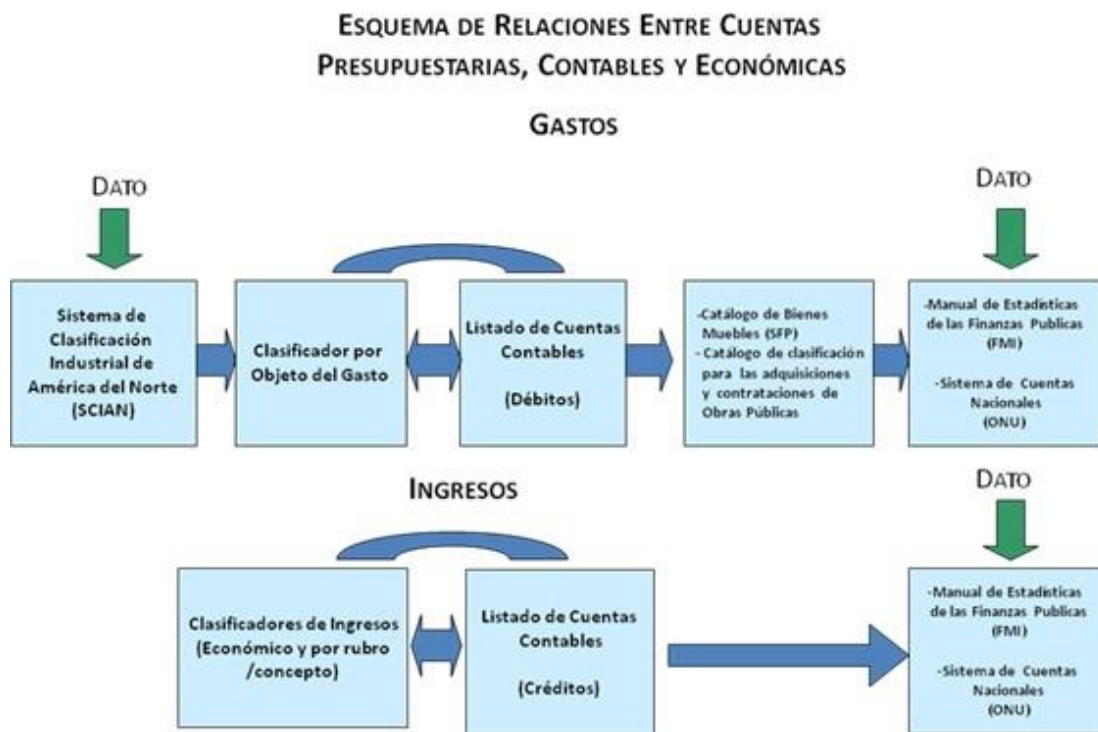 ESQUEMA DE RELACIONES ENTRE CUENTAS
PRESUPUESTARIAS, CONTABLES Y ECONÓMICAS
GASTOS
DATO
DATO
Sistema de
Clasificación
Industrial de
América del Norte
(SCIAN)
Clasificador por
Objeto del Gasto
Listado de Cuentas
Contables
(Débitos)
-Catálogo de Bienes
Muebles (SFP)
- Catálogo de clasificación
para las adquisiciones
y contrataciones de
Obras Públicas
-Manual de Estadísticas
de las Finanzas Publicas
(FMI)
-Sistema de Cuentas
Nacionales
(ONU)
INGRESOS
DATO
Clasificadores de Ingresos
(Económico y por rubro
/concepto)
Listado de Cuentas
Contables
(Créditos)
-Manual de Estadísticas
de las Finanzas Publicas
(FMI)
-Sistema de Cuentas
Nacionales
(ONU)